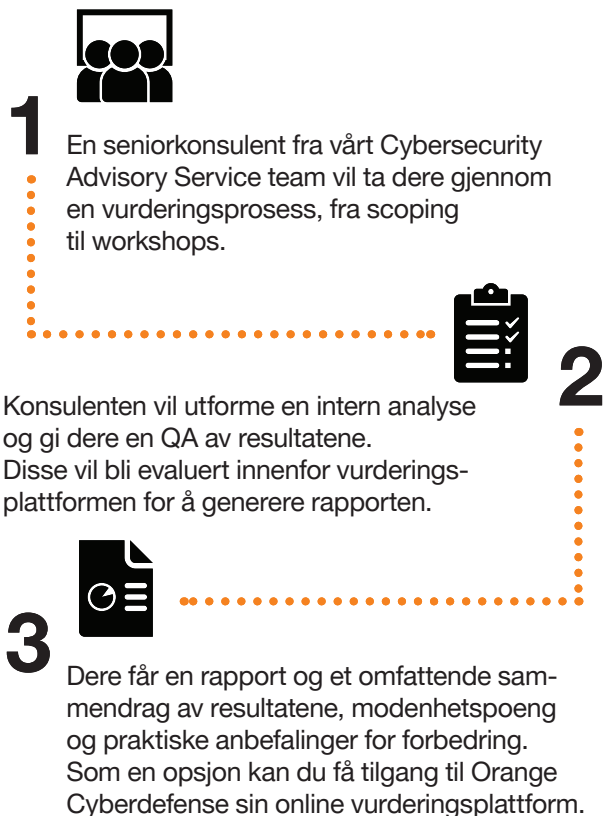 1
En seniorkonsulent fra vårt Cybersecurity
Advisory Service team vil ta dere gjennom
en vurderingsprosess, fra scoping
til workshops.
2
Konsulenten vil utforme en intern analyse
og gi dere en QA av resultatene.
Disse vil bli evaluert innenfor vurderings-
plattformen for å generere rapporten.
3
Dere får en rapport og et omfattende sam-
mendrag av resultatene, modenhetspoeng
og praktiske anbefalinger for forbedring.
Som en opsjon kan du få tilgang til Orange
Cyberdefense sin online vurderingsplattform.